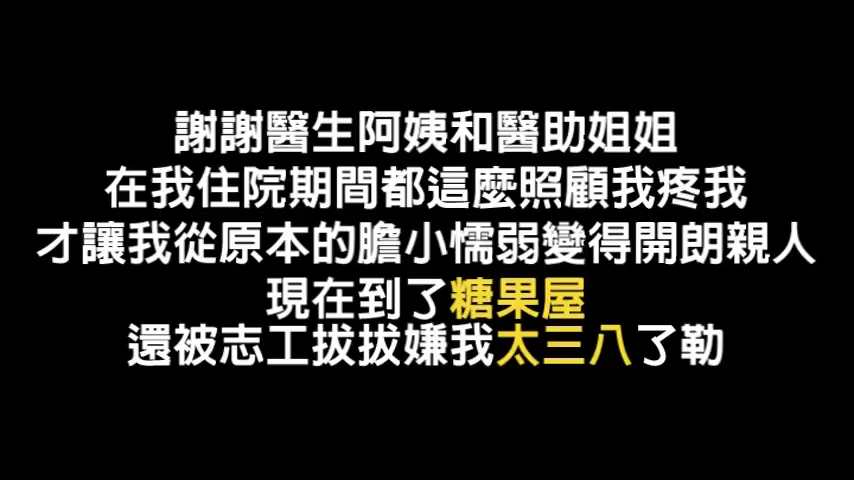 謝謝醫生阿姨和醫助姐姐
在我住院期間都這麼照顧我疼我
才讓我從原本的膽小懦弱變得開朗親人
現在到了糖果屋
還被志工拔拔嫌我太三八了勒